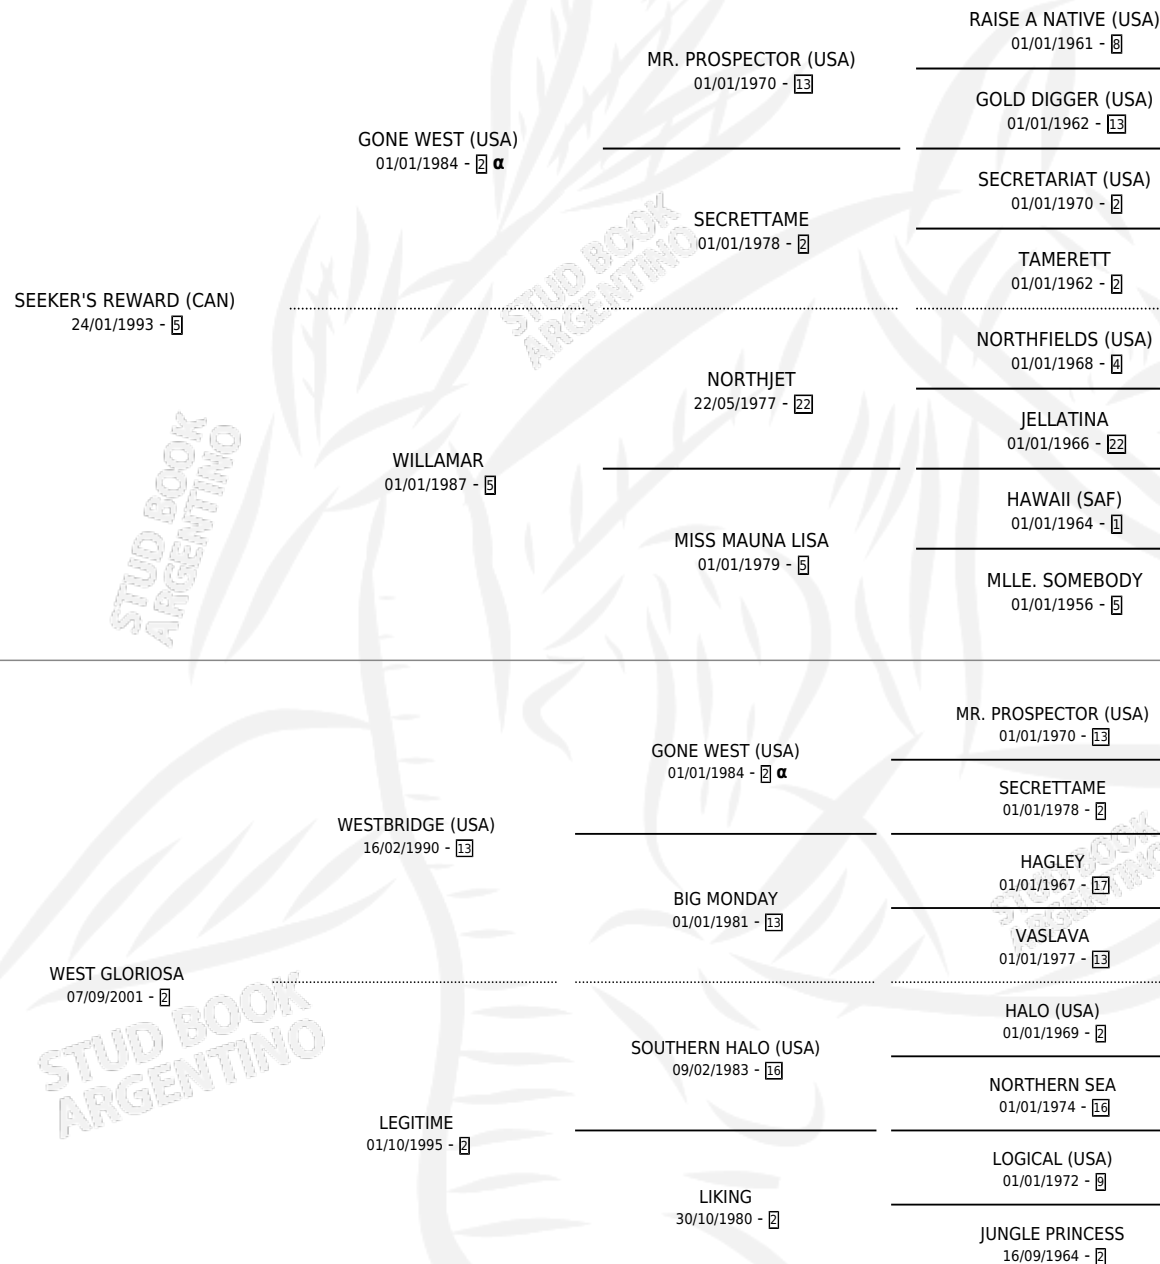 RAISE A NATIVE (USA)
01/01/1961 - 8
MR. PROSPECTOR (USA)
01/01/1970 - 13
GOLD DIGGER (USA)
01/01/1962 - 13
GONE WEST (USA)
01/01/1984 - 2 α
SECRETARIAT (USA)
01/01/1970 - 2
SECRETTAME
01/01/1978 - 2
TAMERETT
01/01/1962 - 2
STUD BOOK
ARGENTINO
SEEKER'S REWARD (CAN)
24/01/1993 - 5
NORTHFIELDS (USA)
01/01/1968 - 4
NORTHJET
22/05/1977 - 22
JELLATINA
01/01/1966 - 22
WILLAMAR
01/01/1987 - 5
HAWAII (SAF)
01/01/1964 - 1
MISS MAUNA LISA
01/01/1979 - 5
MLLE. SOMEBODY
01/01/1956 - 5
STUD BOOK
ARGENTINO
MR. PROSPECTOR (USA)
01/01/1970 - 13
GONE WEST (USA)
01/01/1984 - 2 α
SECRETTAME
01/01/1978 - 2
WESTBRIDGE (USA)
16/02/1990 - 13
HAGLEY
01/01/1967 - 17
BIG MONDAY
01/01/1981 - 13
VASLAVA
01/01/1977 - 13
STUD BOOK
ARGENTINO
WEST GLORIOSA
07/09/2001 - 2
HALO (USA)
01/01/1969 - 2
SOUTHERN HALO (USA)
09/02/1983 - 16
NORTHERN SEA
01/01/1974 - 16
STUD BOOK
ARGENTINO
LEGITIME
01/10/1995 - 2
LOGICAL (USA)
01/01/1972 - 9
LIKING
30/10/1980 - 2
JUNGLE PRINCESS
16/09/1964 - 2